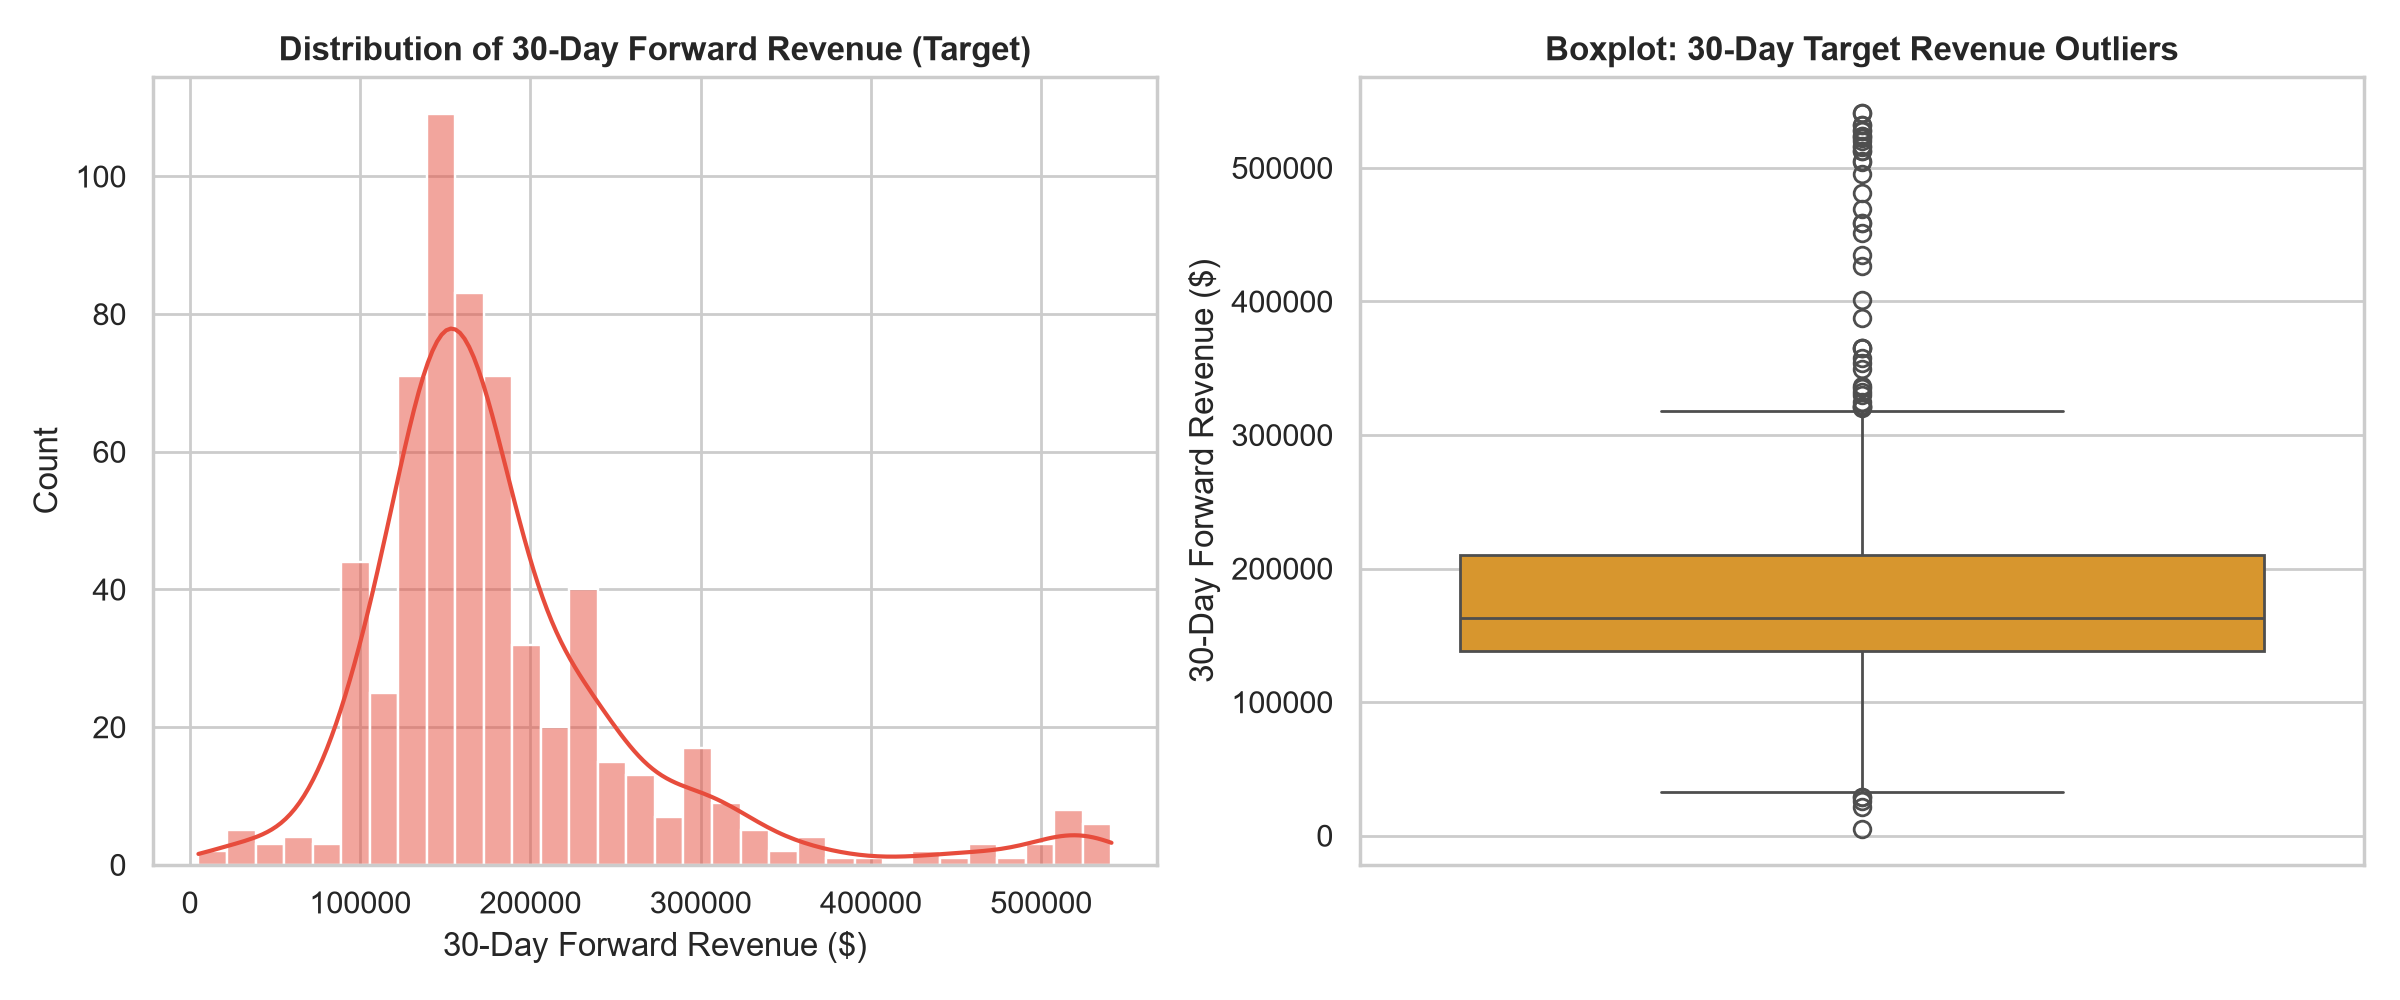 Distribution of 30-Day Forward Revenue (Target)
100
80
60
40
20
0
Count
0 100000 200000 300000 400000 500000
30-Day Forward Revenue ($)
Boxplot: 30-Day Target Revenue Outliers
500000
400000
300000
200000
100000
0
30-Day Forward Revenue ($)